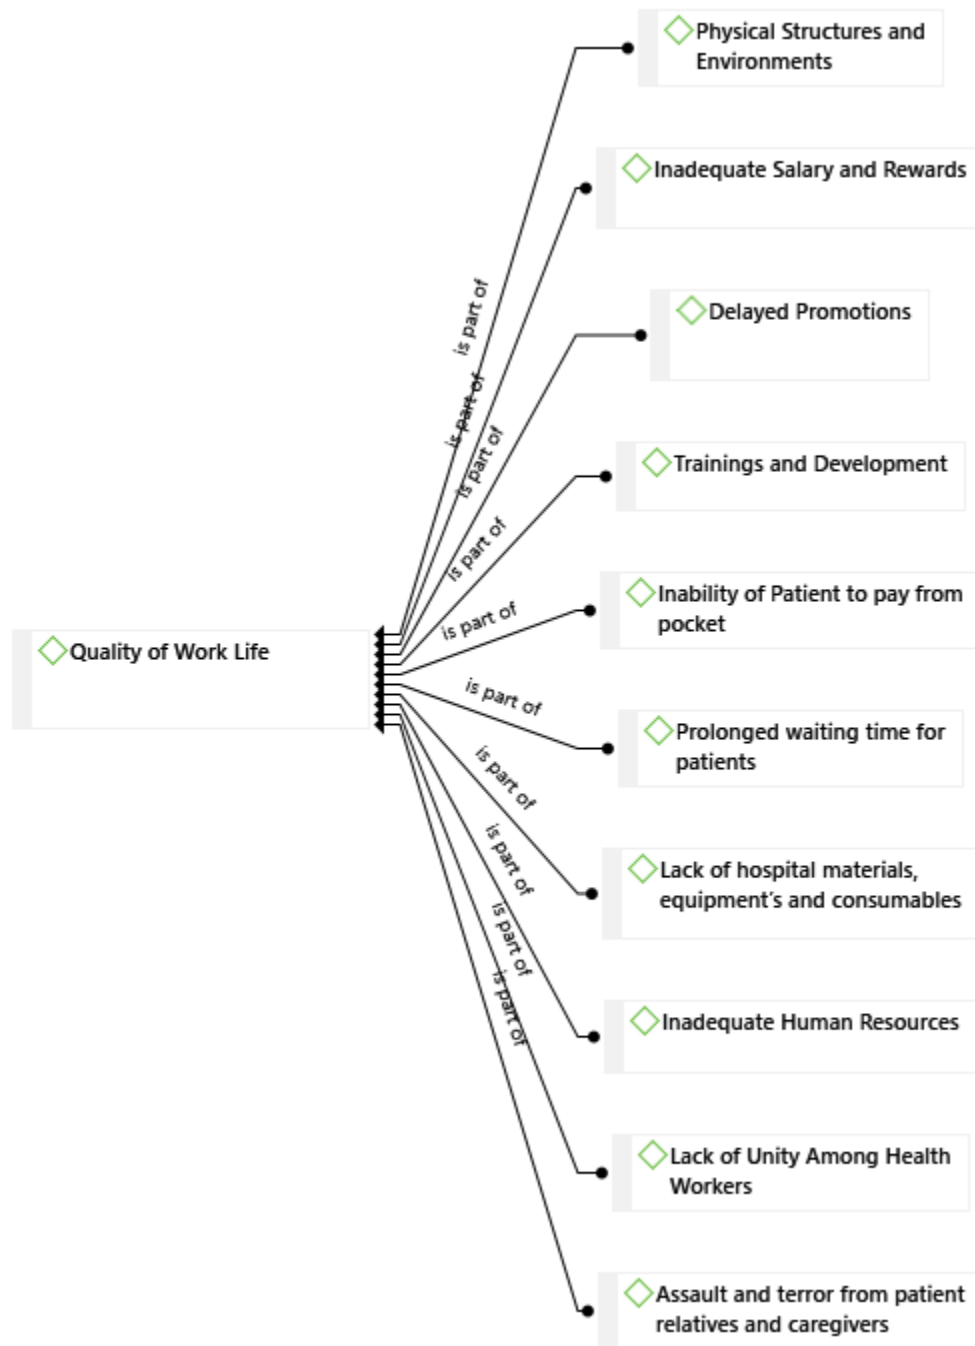 Physical Structures and
Environments
Inadequate Salary and Rewards
is part of
Delayed Promotions
is part of
is part of
Trainings and Development
is part of
Inability of Patient to pay from
pocket
is part of
Quality of Work Life
is part of
Prolonged waiting time for
patients
is part of
Lack of hospital materials,
equipment's and consumables
is part of
is part of
Inadequate Human Resources
is part of
Lack of Unity Among Health
Workers
Assault and terror from patient
relatives and caregivers